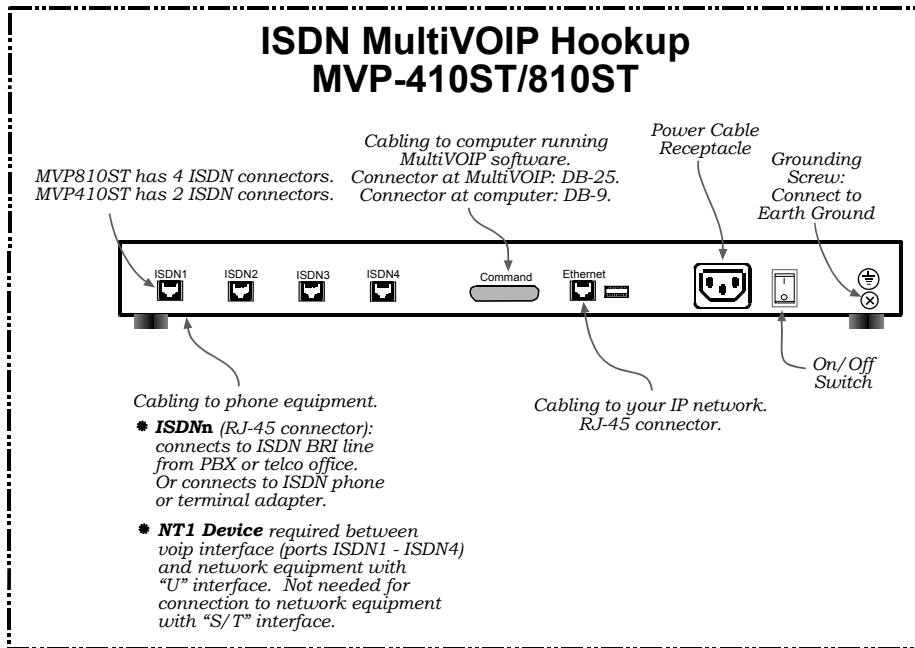 ISDN MultiVOIP Hookup
MVP-410ST/810ST
MVP810ST has 4 ISDN connectors.
MVP410ST has 2 ISDN connectors.
Cabling to computer running
MultiVOIP software.
Connector at MultiVOIP: DB-25.
Connector at computer: DB-9.
Power Cable
Receptacle
Grounding
Screw:
Connect to
Earth Ground
ISDN1
ISDN2
ISDN3
ISDN4
Command
Ethernet
On/Off
Switch
Cabling to phone equipment.
ISDNn (RJ-45 connector):
connects to ISDN BRI line
from PBX or telco office.
Or connects to ISDN phone
or terminal adapter.
NT1 Device required between
voip interface (ports ISDN1 - ISDN4)
and network equipment with
“U” interface.  Not needed for
connection to network equipment
with “S/T” interface.
Cabling to your IP network.
RJ-45 connector.